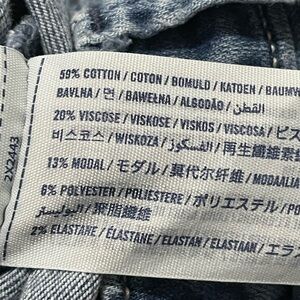 59% COTTON / COTON / BOMULD / KATOEN / BAUMW
BAVLNA / 면 / BAWEŁNA / ALGODÃO / القطن
20% VISCOSE / VISKOSE / VISKOS / VISCOSA / ビス
비스코스 / WISKOZA / الفسكوز / 再生纖維素
13% MODAL / モダル / 莫代尔纤维 / MODAALIA
6% POLYESTER / POLIESTERE / ポリエステル / PO
البوليستر / 聚脂纖維
2% ELASTANE / ÉLASTANE / ELASTAN / ELASTAAN / エラス
2X2443